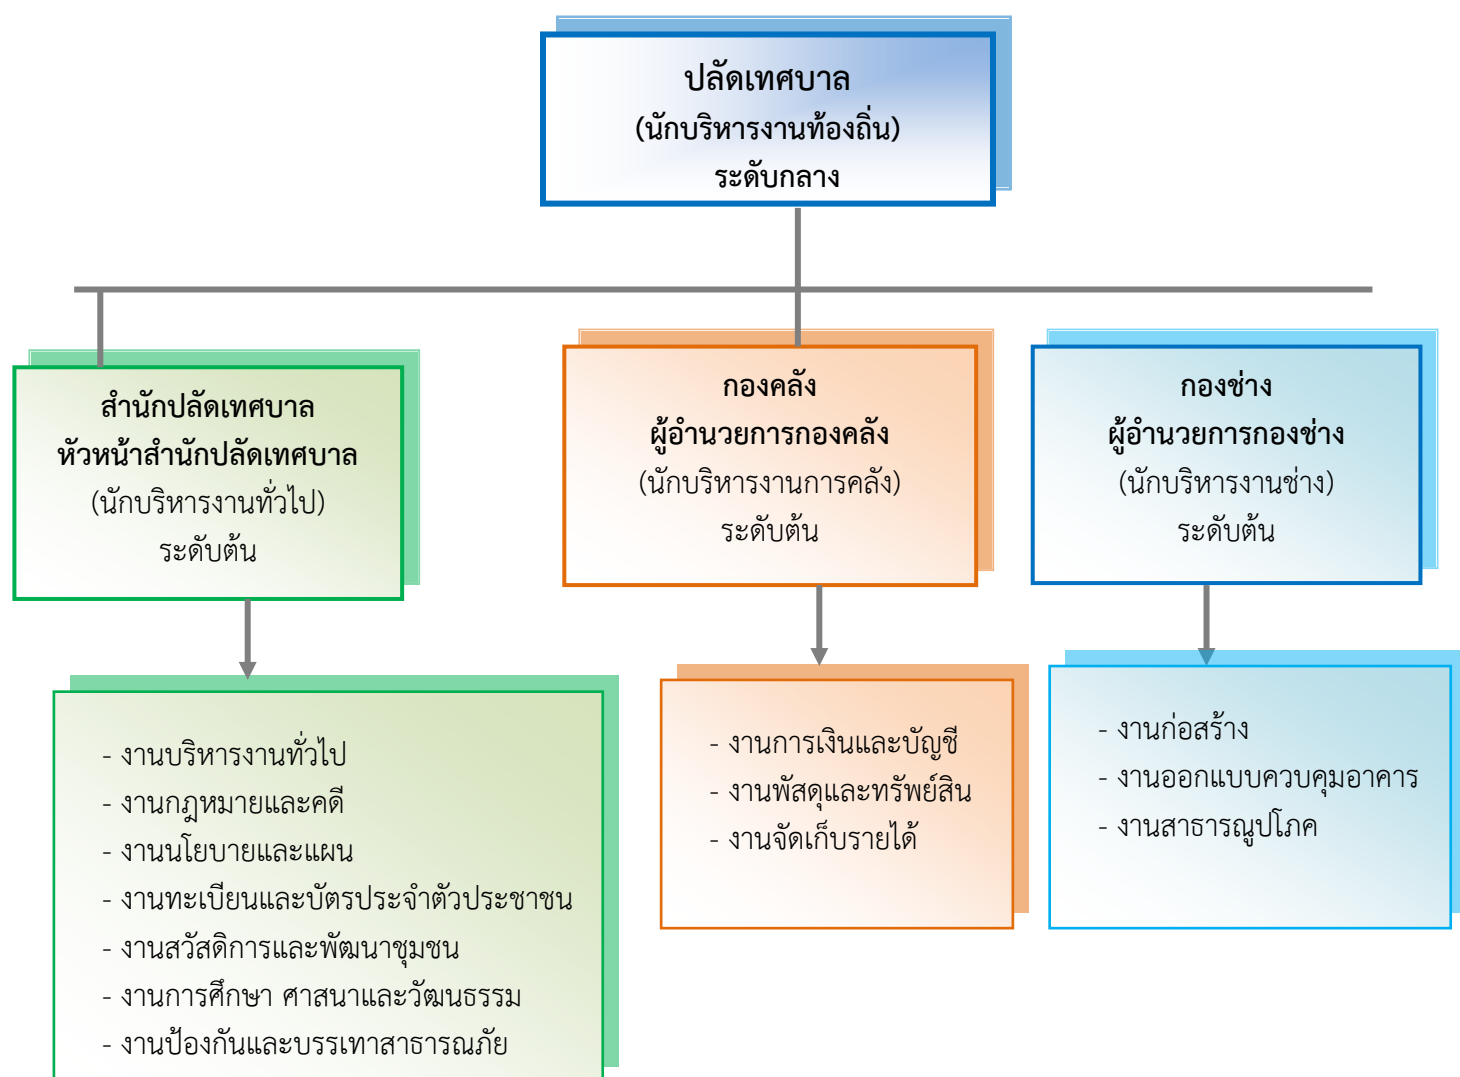 ปลัดเทศบาล
(นักบริหารงานท้องถิ่น)
ระดับกลาง
สำนักปลัดเทศบาล
หัวหน้าสำนักปลัดเทศบาล
(นักบริหารงานทั่วไป)
ระดับต้น
กองคลัง
ผู้อำนวยการกองคลัง
(นักบริหารงานการคลัง)
ระดับต้น
กองช่าง
ผู้อำนวยการกองช่าง
(นักบริหารงานช่าง)
ระดับต้น
- งานบริหารงานทั่วไป
- งานกฎหมายและคดี
- งานนโยบายและแผน
- งานทะเบียนและบัตรประจำตัวประชาชน
- งานสวัสดิการและพัฒนาชุมชน
- งานการศึกษา ศาสนาและวัฒนธรรม
- งานป้องกันและบรรเทาสาธารณภัย
- งานการเงินและบัญชี
- งานพัสดุและทรัพย์สิน
- งานจัดเก็บรายได้
- งานก่อสร้าง
- งานออกแบบควบคุมอาคาร
- งานสาธารณูปโภค